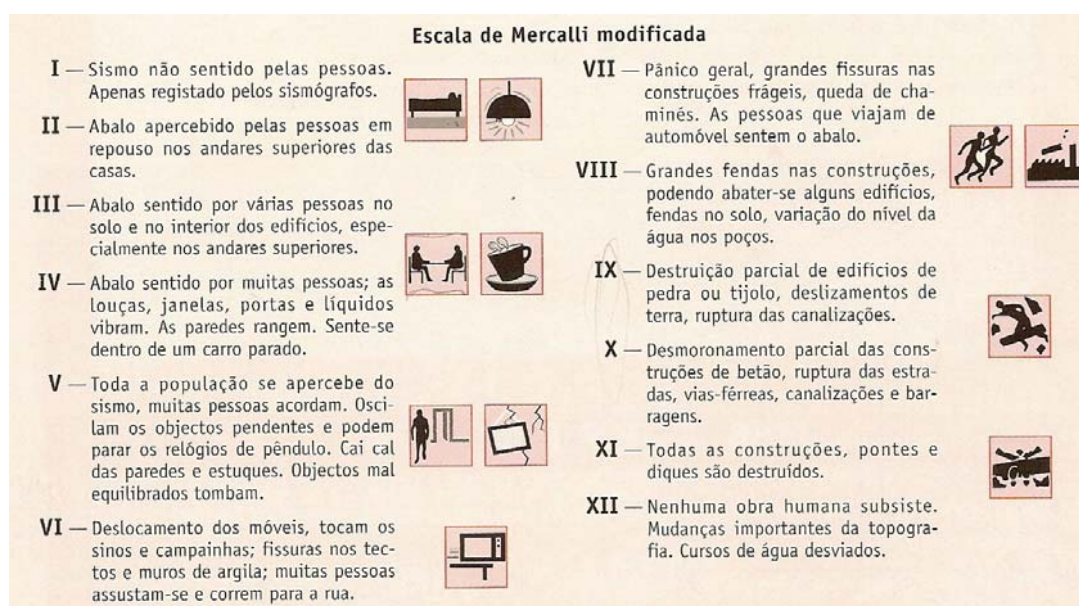 Escala de Mercalli modificada
I — Sismo não sentido pelas pessoas.
Apenas registado pelos sismógrafos.
II — Abalo apercebido pelas pessoas em
repouso nos andares superiores das
casas.
III — Abalo sentido por várias pessoas no
solo e no interior dos edifícios, espe-
cialmente nos andares superiores.
IV — Abalo sentido por muitas pessoas; as
louças, janelas, portas e líquidos
vibram. As paredes rangem. Sente-se
dentro de um carro parado.
V — Toda a população se apercebe do
sismo, muitas pessoas acordam. Osci-
lam os objectos pendentes e podem
parar os relógios de pêndulo. Cai cal
das paredes e estuques. Objectos mal
equilibrados tombam.
VI — Deslocamento dos móveis, tocam os
sinos e campainhas; fissuras nos tec-
tos e muros de argila; muitas pessoas
assustam-se e correm para a rua.
VII — Pânico geral, grandes fissuras nas
construções frágeis, queda de cha-
minés. As pessoas que viajam de
automóvel sentem o abalo.
VIII — Grandes fendas nas construções,
podendo abater-se alguns edifícios,
fendas no solo, variação do nível da
água nos poços.
IX — Destruição parcial de edifícios de
pedra ou tijolo, deslizamentos de
terra, ruptura das canalizações.
X — Desmoronamento parcial das cons-
truções de betão, ruptura das estra-
das, vias-férreas, canalizações e bar-
ragens.
XI — Todas as construções, pontes e
diques são destruídos.
XII — Nenhuma obra humana subsiste.
Mudanças importantes da topogra-
fia. Cursos de água desviados.